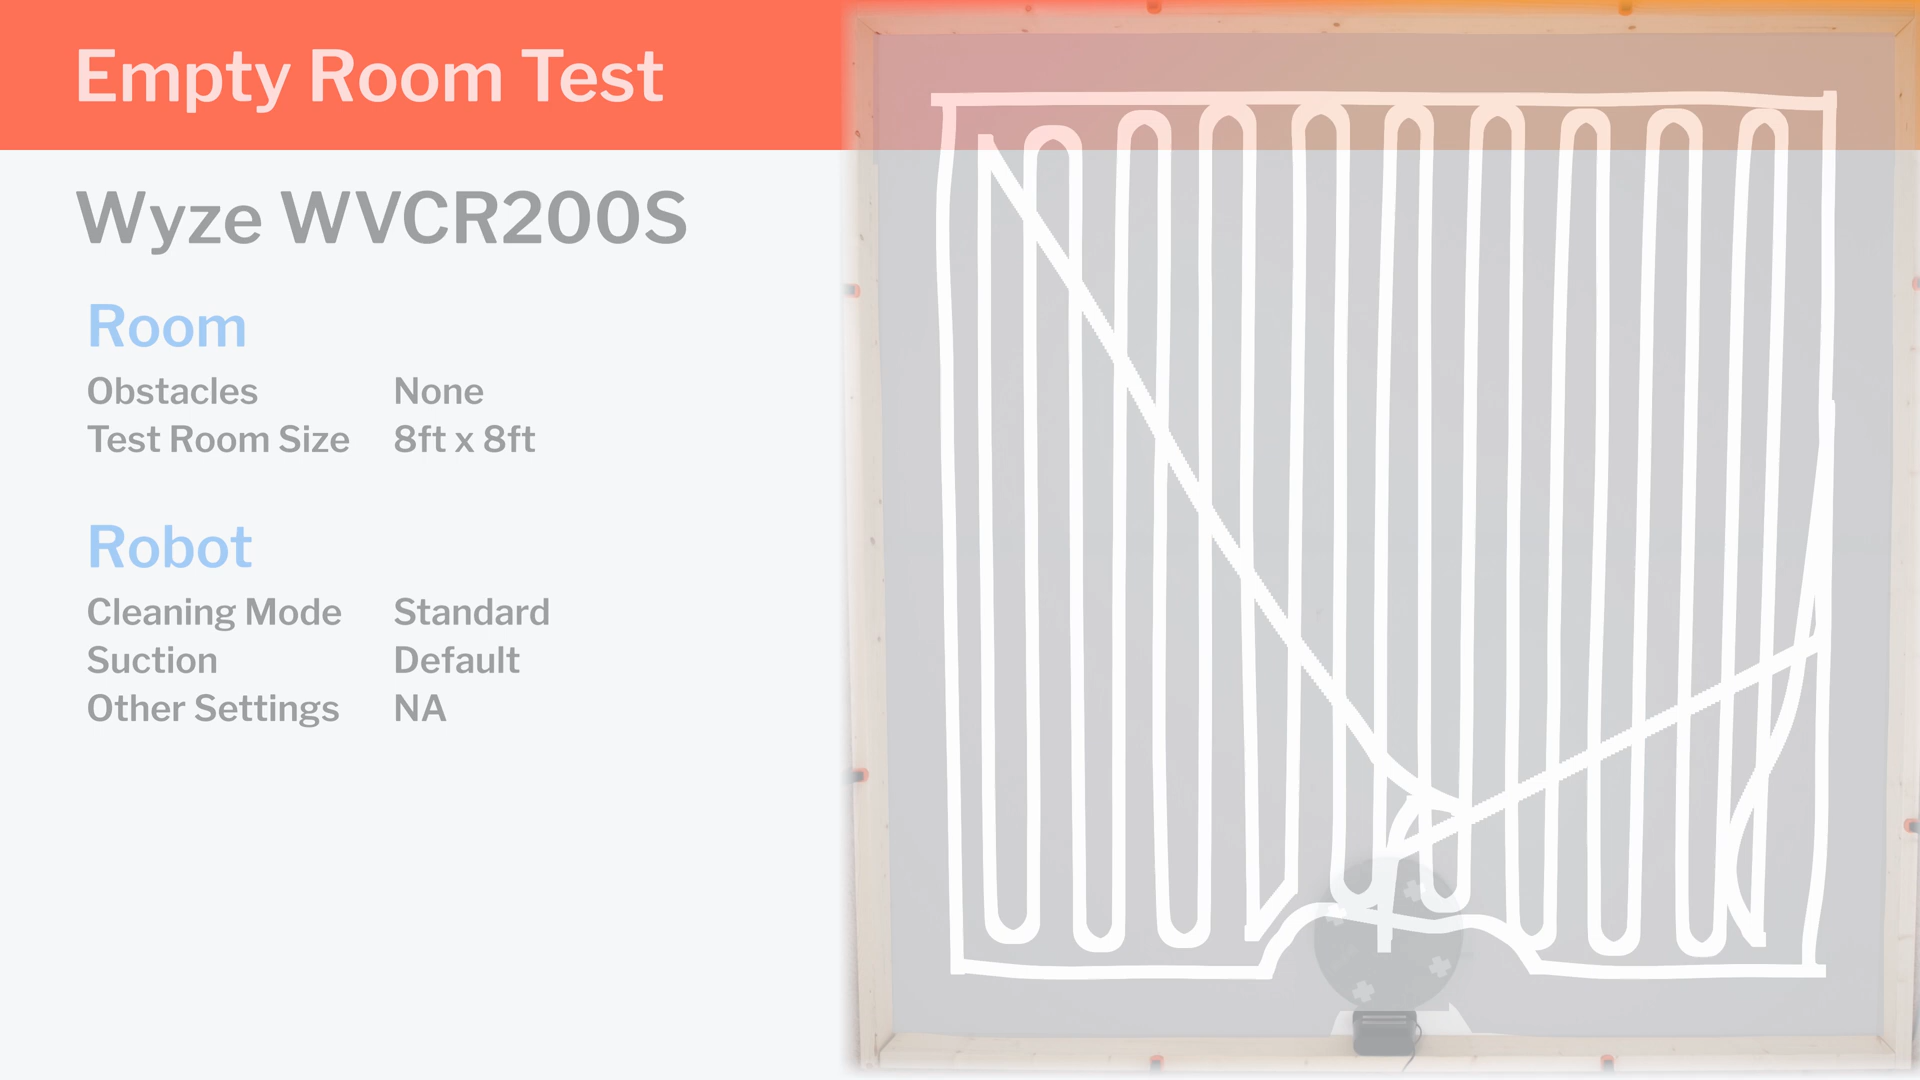 Empty Room Test
Wyze WVCR200S
Room
Obstacles None
Test Room Size 8ft x 8ft
Robot
Cleaning Mode Standard
Suction Default
Other Settings NA